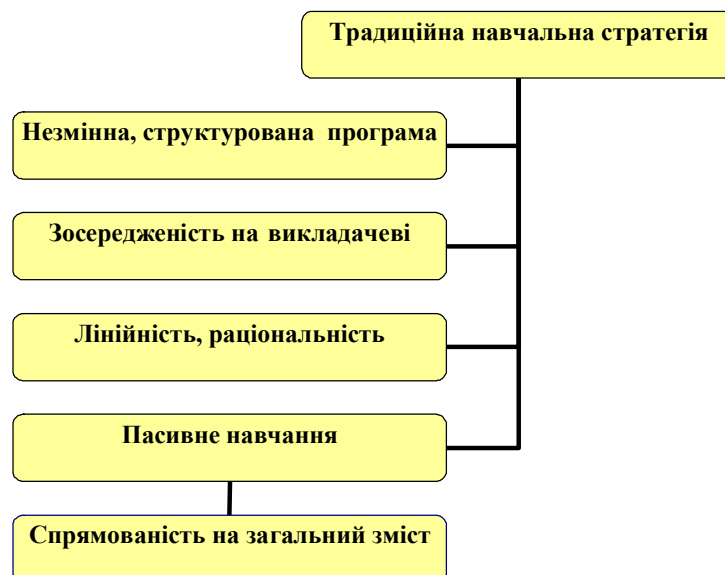 Традиційна навчальна стратегія
Незмінна, структурована програма
Зосередженість на викладачеві
Лінійність, раціональність
Пасивне навчання
Спрямованість на загальний зміст